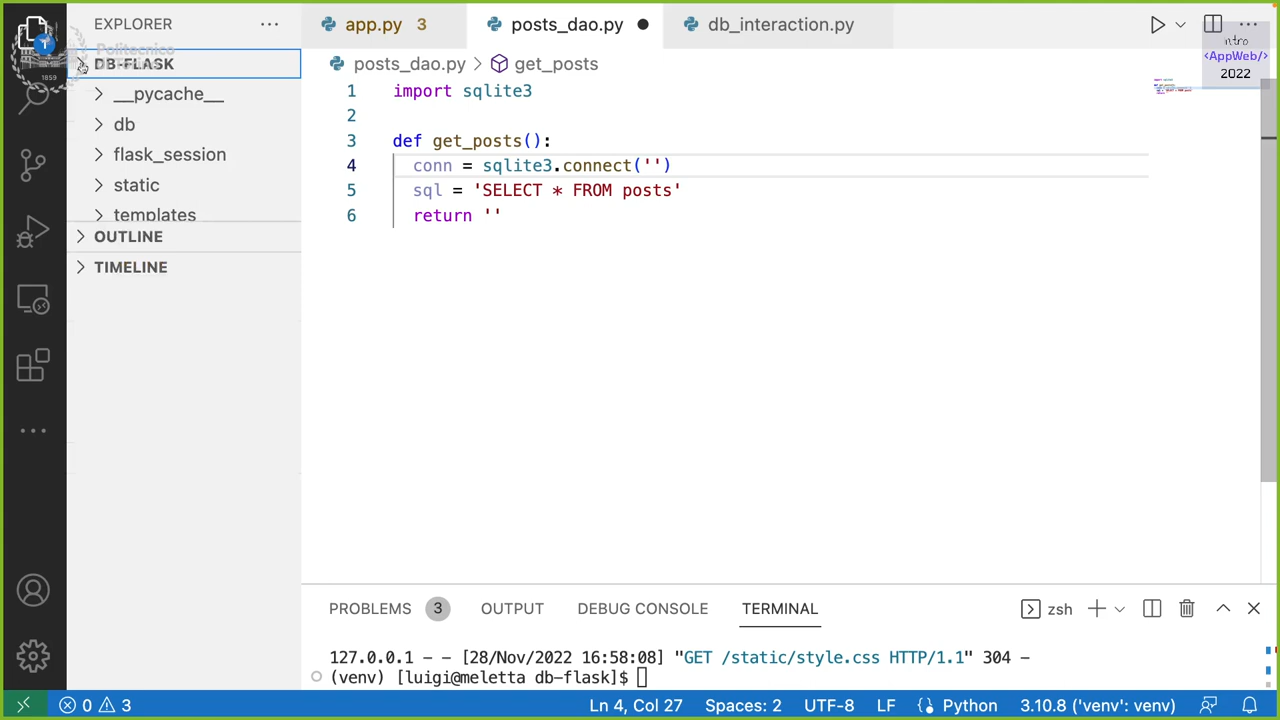 EXPLORER
app.py 3
posts_dao.py
db_interaction.py
Politecnico
1859
intro
<AppWeb/>
2022
DB-FLASK
__pycache__
db
flask_session
static
templates
OUTLINE
TIMELINE
posts_dao.py > get_posts
1 import sqlite3
2
3 def get_posts():
4 conn = sqlite3.connect('')
5 sql = 'SELECT * FROM posts'
6 return ''
PROBLEMS 3 OUTPUT DEBUG CONSOLE TERMINAL zsh
127.0.0.1 - - [28/Nov/2022 16:58:08] "GET /static/style.css HTTP/1.1" 304 -
(venv) [luigi@meletta db-flask]$
0 3 Ln 4, Col 27 Spaces: 2 UTF-8 LF Python 3.10.8 ('venv': venv)